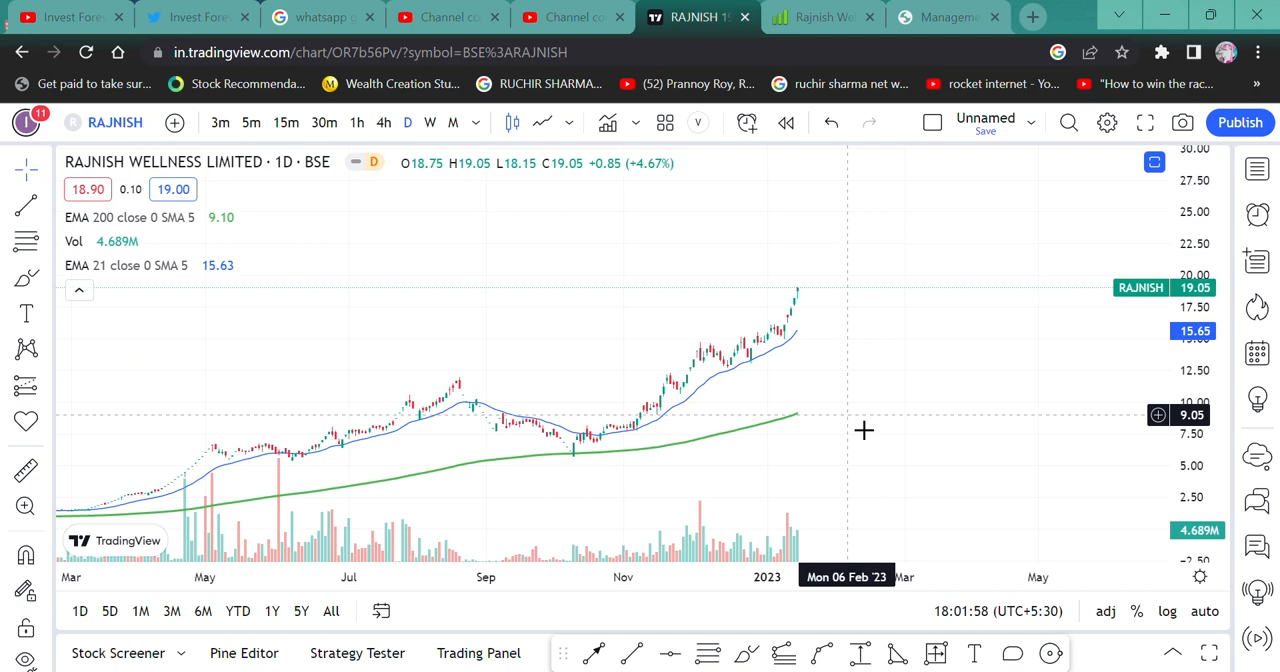 Invest Fore
Invest Fore
whatsapp g
Channel co
Channel co
RAJNISH 19
Rajnish We
Manageme
in.tradingview.com/chart/OR7b56Pv/?symbol=BSE%3ARAJNISH
Get paid to take sur...
Stock Recommenda...
Wealth Creation Stu...
RUCHIR SHARMA...
(52) Prannoy Roy, R...
ruchir sharma net w...
rocket internet - Yo...
"How to win the rac...
»
I
11
R RAJNISH
3m 5m 15m 30m 1h 4h D W M
V
Unnamed
Save
Publish
RAJNISH WELLNESS LIMITED · 1D · BSE
D
O18.75 H19.05 L18.15 C19.05 +0.85 (+4.67%)
18.90 0.10 19.00
EMA 200 close 0 SMA 5 9.10
Vol 4.689M
EMA 21 close 0 SMA 5 15.63
30.00
27.50
25.00
22.50
20.00
RAJNISH 19.05
17.50
15.65
15.00
12.50
10.00
9.05
7.50
5.00
2.50
4.689M
-2.50
TradingView
Mar May Jul Sep Nov 2023 Mon 06 Feb '23 Mar May
1D 5D 1M 3M 6M YTD 1Y 5Y All
18:01:58 (UTC+5:30)
adj % log auto
Stock Screener
Pine Editor
Strategy Tester
Trading Panel